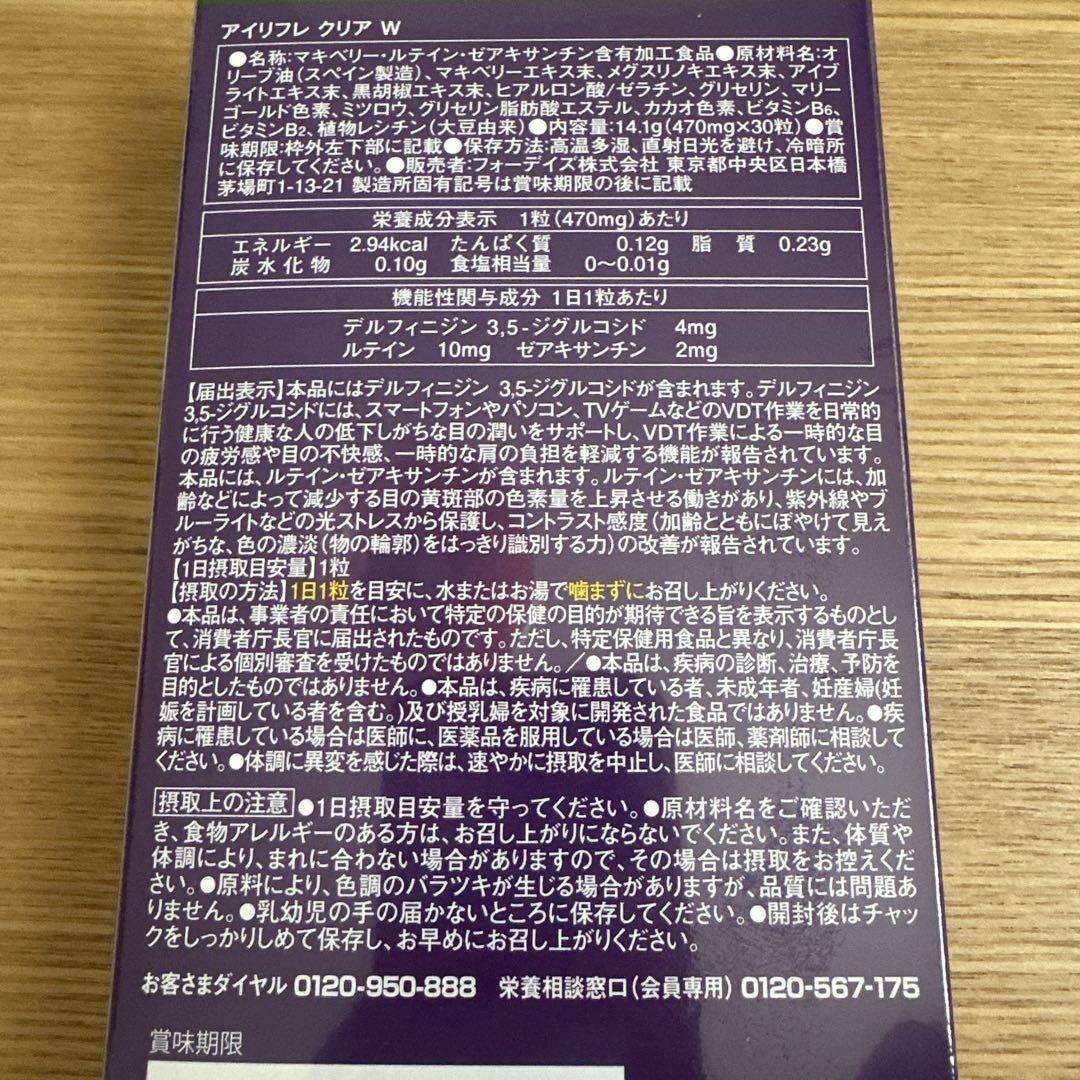 アイリフレ クリア W
●名称:マキベリー・ルテイン・ゼアキサンチン含有加工食品●原材料名:オ
リーブ油(スペイン製造)、マキベリーエキス末、メグスリノキエキス末、アイブ
ライトエキス末、黒胡椒エキス末、ヒアルロン酸/ゼラチン、グリセリン、マリー
ゴールド色素、ミツロウ、グリセリン脂肪酸エステル、カカオ色素、ビタミンB6、
ビタミンB2、植物レシチン(大豆由来)●内容量:14.1g(470mg×30粒)●賞
味期限:枠外左下部に記載●保存方法:高温多湿、直射日光を避け、冷暗所
に保存してください。●販売者:フォーデイズ株式会社 東京都中央区日本橋
茅場町1-13-21 製造所固有記号は賞味期限の後に記載
栄養成分表示 1粒(470mg)あたり
エネルギー 2.94kcal たんぱく質 0.12g 脂 質 0.23g
炭水化物 0.10g 食塩相当量 0〜0.01g
機能性関与成分 1日1粒あたり
デルフィニジン 3,5-ジグルコシド 4mg
ルテイン 10mg ゼアキサンチン 2mg
【届出表示】本品にはデルフィニジン 3,5-ジグルコシドが含まれます。デルフィニジン
3,5-ジグルコシドには、スマートフォンやパソコン、TVゲームなどのVDT作業を日常的
に行う健康な人の低下しがちな目の潤いをサポートし、VDT作業による一時的な目
の疲労感や目の不快感、一時的な肩の負担を軽減する機能が報告されています。
本品には、ルテイン・ゼアキサンチンが含まれます。ルテイン・ゼアキサンチンには、加
齢などによって減少する目の黄斑部の色素量を上昇させる働きがあり、紫外線やブ
ルーライトなどの光ストレスから保護し、コントラスト感度(加齢とともにぼやけて見え
がちな、色の濃淡(物の輪郭)をはっきり識別する力)の改善が報告されています。
【1日摂取目安量】1粒
【摂取の方法】1日1粒を目安に、水またはお湯で噛まずにお召し上がりください。
●本品は、事業者の責任において特定の保健の目的が期待できる旨を表示するものとし
て、消費者庁長官に届出されたものです。ただし、特定保健用食品と異なり、消費者庁長
官による個別審査を受けたものではありません。/●本品は、疾病の診断、治療、予防を
目的としたものではありません。●本品は、疾病に罹患している者、未成年者、妊産婦(妊
娠を計画している者を含む。)及び授乳婦を対象に開発された食品ではありません。●疾
病に罹患している場合は医師に、医薬品を服用している場合は医師、薬剤師に相談して
ください。●体調に異変を感じた際は、速やかに摂取を中止し、医師に相談してください。
摂取上の注意 ●1日摂取目安量を守ってください。●原材料名をご確認いただ
き、食物アレルギーのある方は、お召し上がりにならないでください。また、体質や
体調により、まれに合わない場合がありますので、その場合は摂取をお控えくだ
さい。●原料により、色調のバラツキが生じる場合がありますが、品質には問題あ
りません。●乳幼児の手の届かないところに保存してください。●開封後はチャッ
クをしっかりしめて保存し、お早めにお召し上がりください。
お客さまダイヤル 0120-950-888 栄養相談窓口(会員専用) 0120-567-175
賞味期限